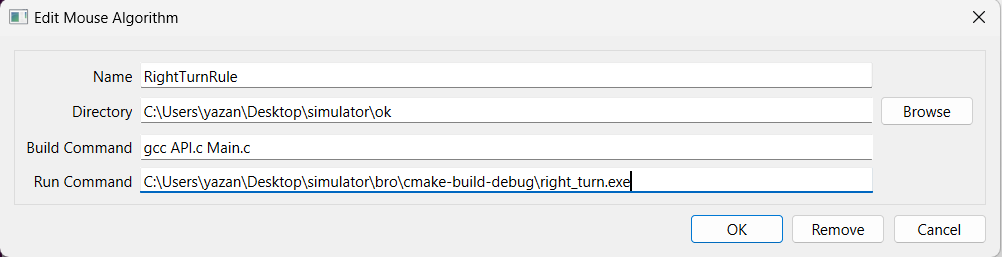 Edit Mouse Algorithm
Name RightTurnRule
Directory C:\Users\yazan\Desktop\simulator\ok Browse
Build Command gcc API.c Main.c
Run Command C:\Users\yazan\Desktop\simulator\bro\cmake-build-debug\right_turn.exe
OK Remove Cancel